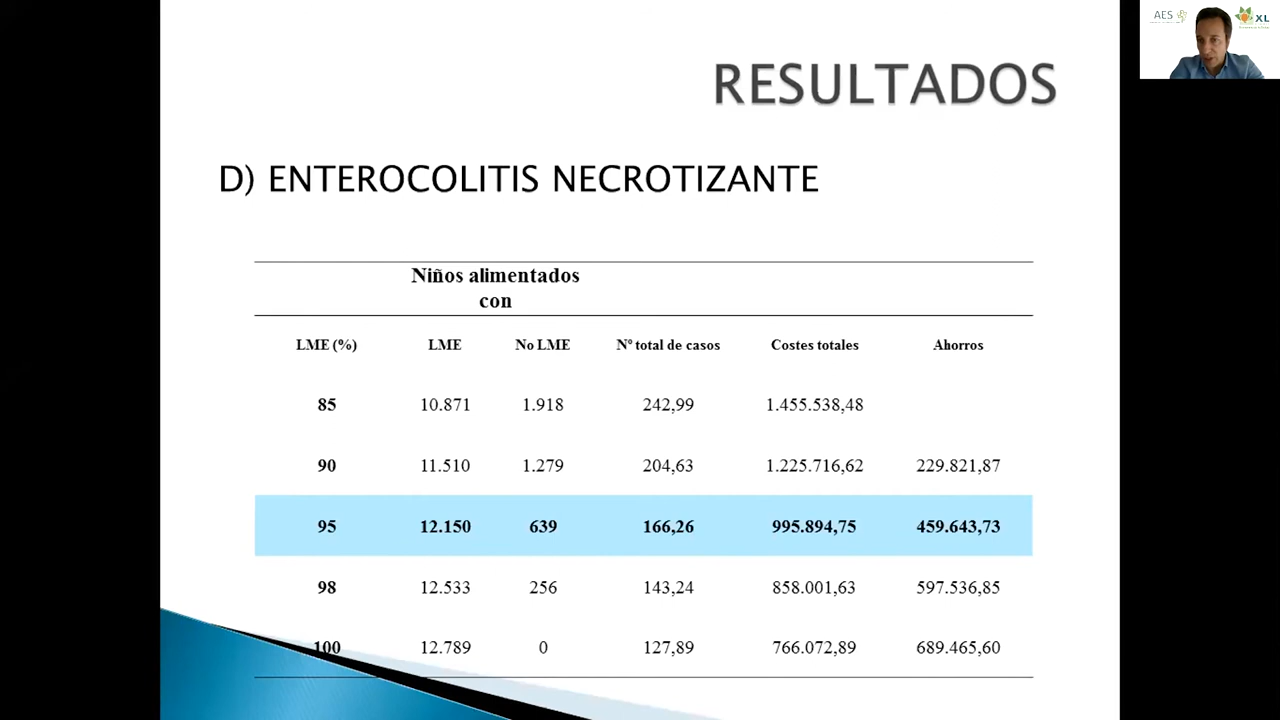 AES
XL
RESULTADOS
D) ENTEROCOLITIS NECROTIZANTE
Niños alimentados
con
LME (%) LME No LME Nº total de casos Costes totales Ahorros
85 10.871 1.918 242,99 1.455.538,48
90 11.510 1.279 204,63 1.225.716,62 229.821,87
95 12.150 639 166,26 995.894,75 459.643,73
98 12.533 256 143,24 858.001,63 597.536,85
100 12.789 0 127,89 766.072,89 689.465,60